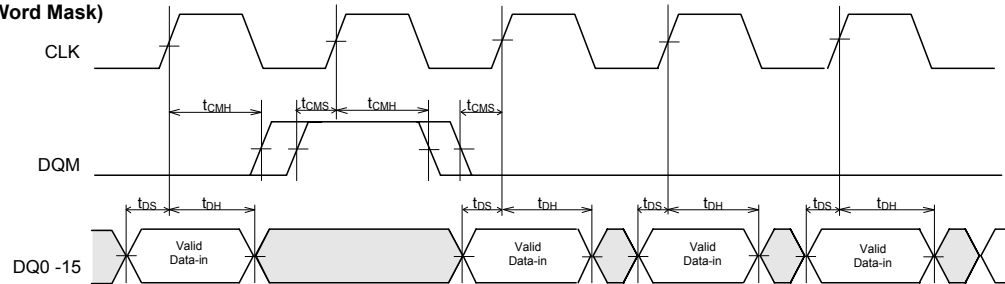 Word Mask)
CLK
tCMH tCMS tCMH tCMS
DQM
tDS tDH tDS tDH tDS tDH tDS tDH
DQ0 -15
Valid
Data-in
Valid
Data-in
Valid
Data-in
Valid
Data-in